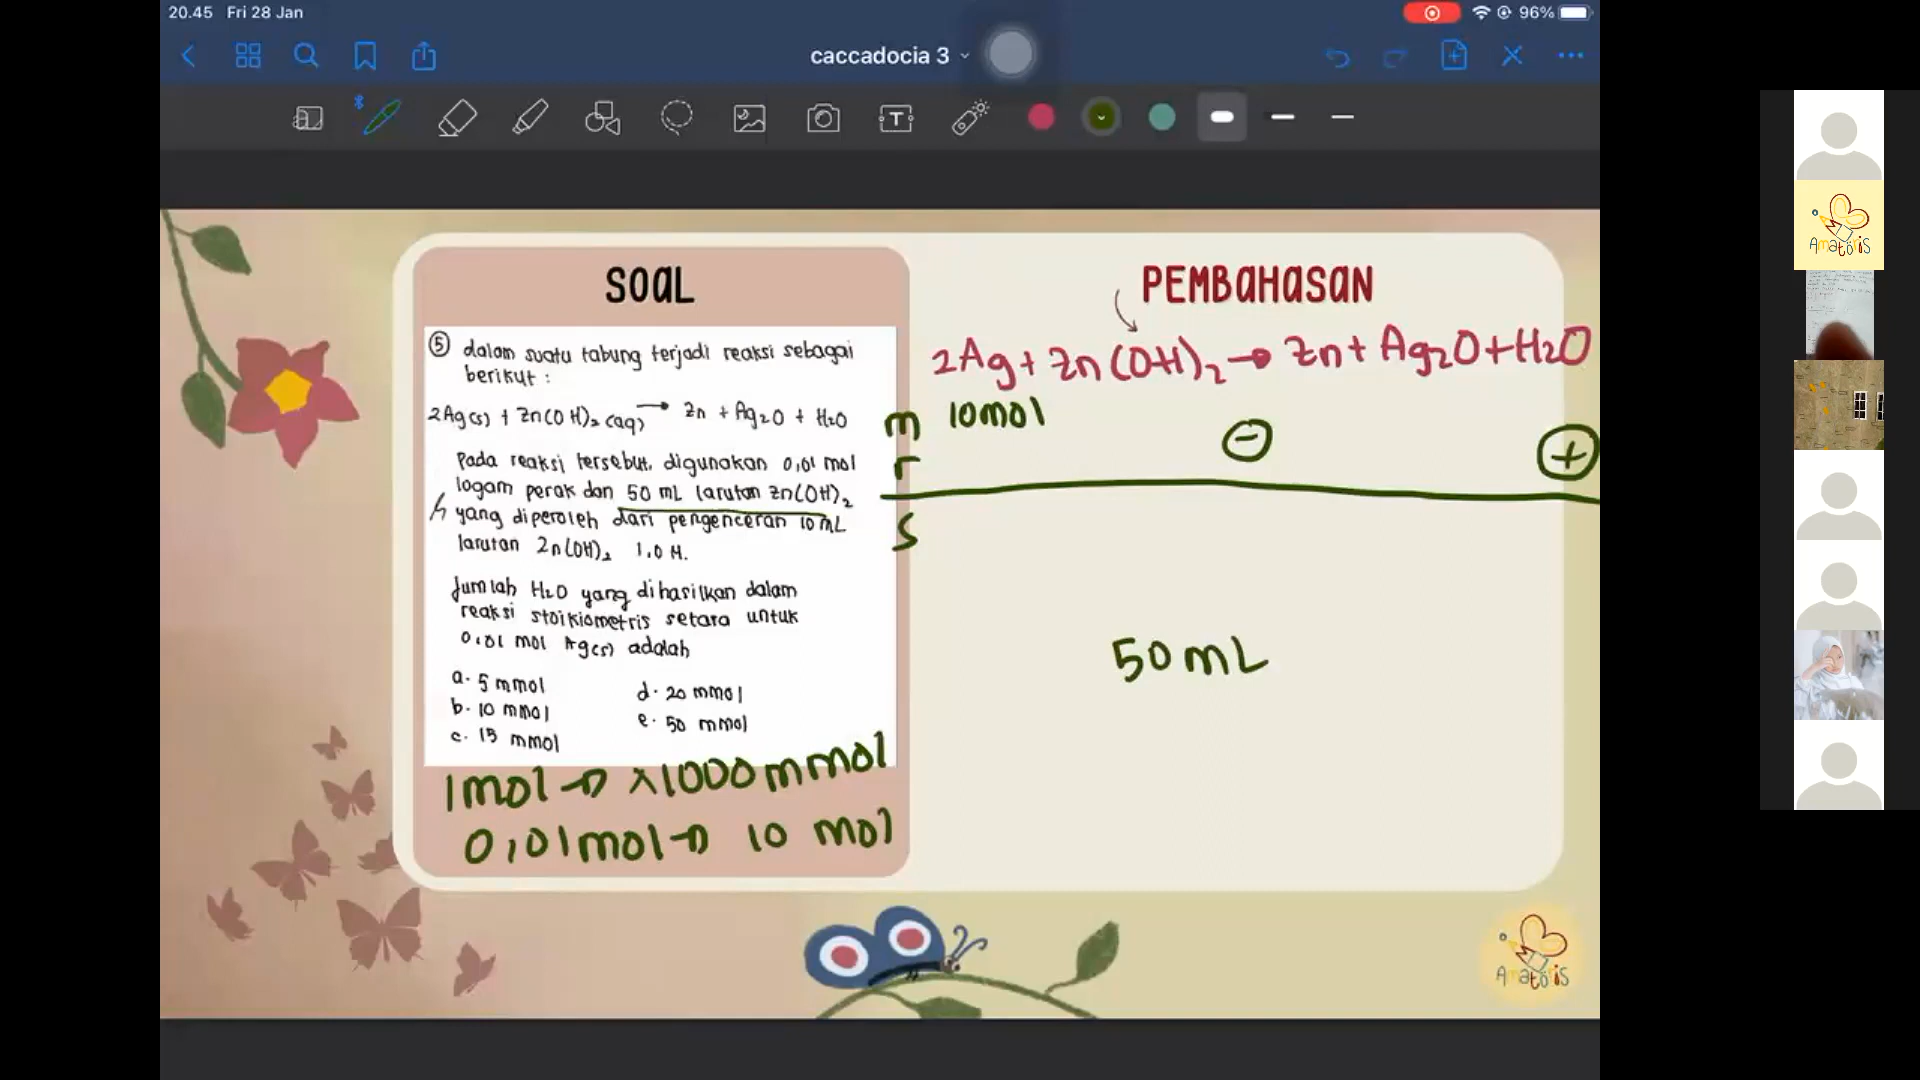 20.45 Fri 28 Jan
96%
caccadocia 3
T
SOAL
⑤ dalam suatu tabung terjadi reaksi sebagai
berikut :
2Ag(s) + Zn(OH)₂ (aq) → Zn + Ag₂O + H₂O
Pada reaksi tersebut, digunakan 0,01 mol
logam perak dan 50 mL larutan Zn(OH)₂
yang diperoleh dari pengenceran 10 mL
larutan Zn(OH)₂ 1.0 M.
Jumlah H₂O yang dihasilkan dalam
reaksi stoikiometris setara untuk
0.01 mol Ag(s) adalah
a. 5 mmol
b. 10 mmol
c. 15 mmol
d. 20 mmol
e. 50 mmol
1mol → ×1000mmol
0,01mol → 10 mol
PEMBAHASAN
2Ag + Zn(OH)₂ → Zn + Ag₂O + H₂O
m 10mol
r
⊖ ⊕
s
50 mL
Amatöris
Amatöris